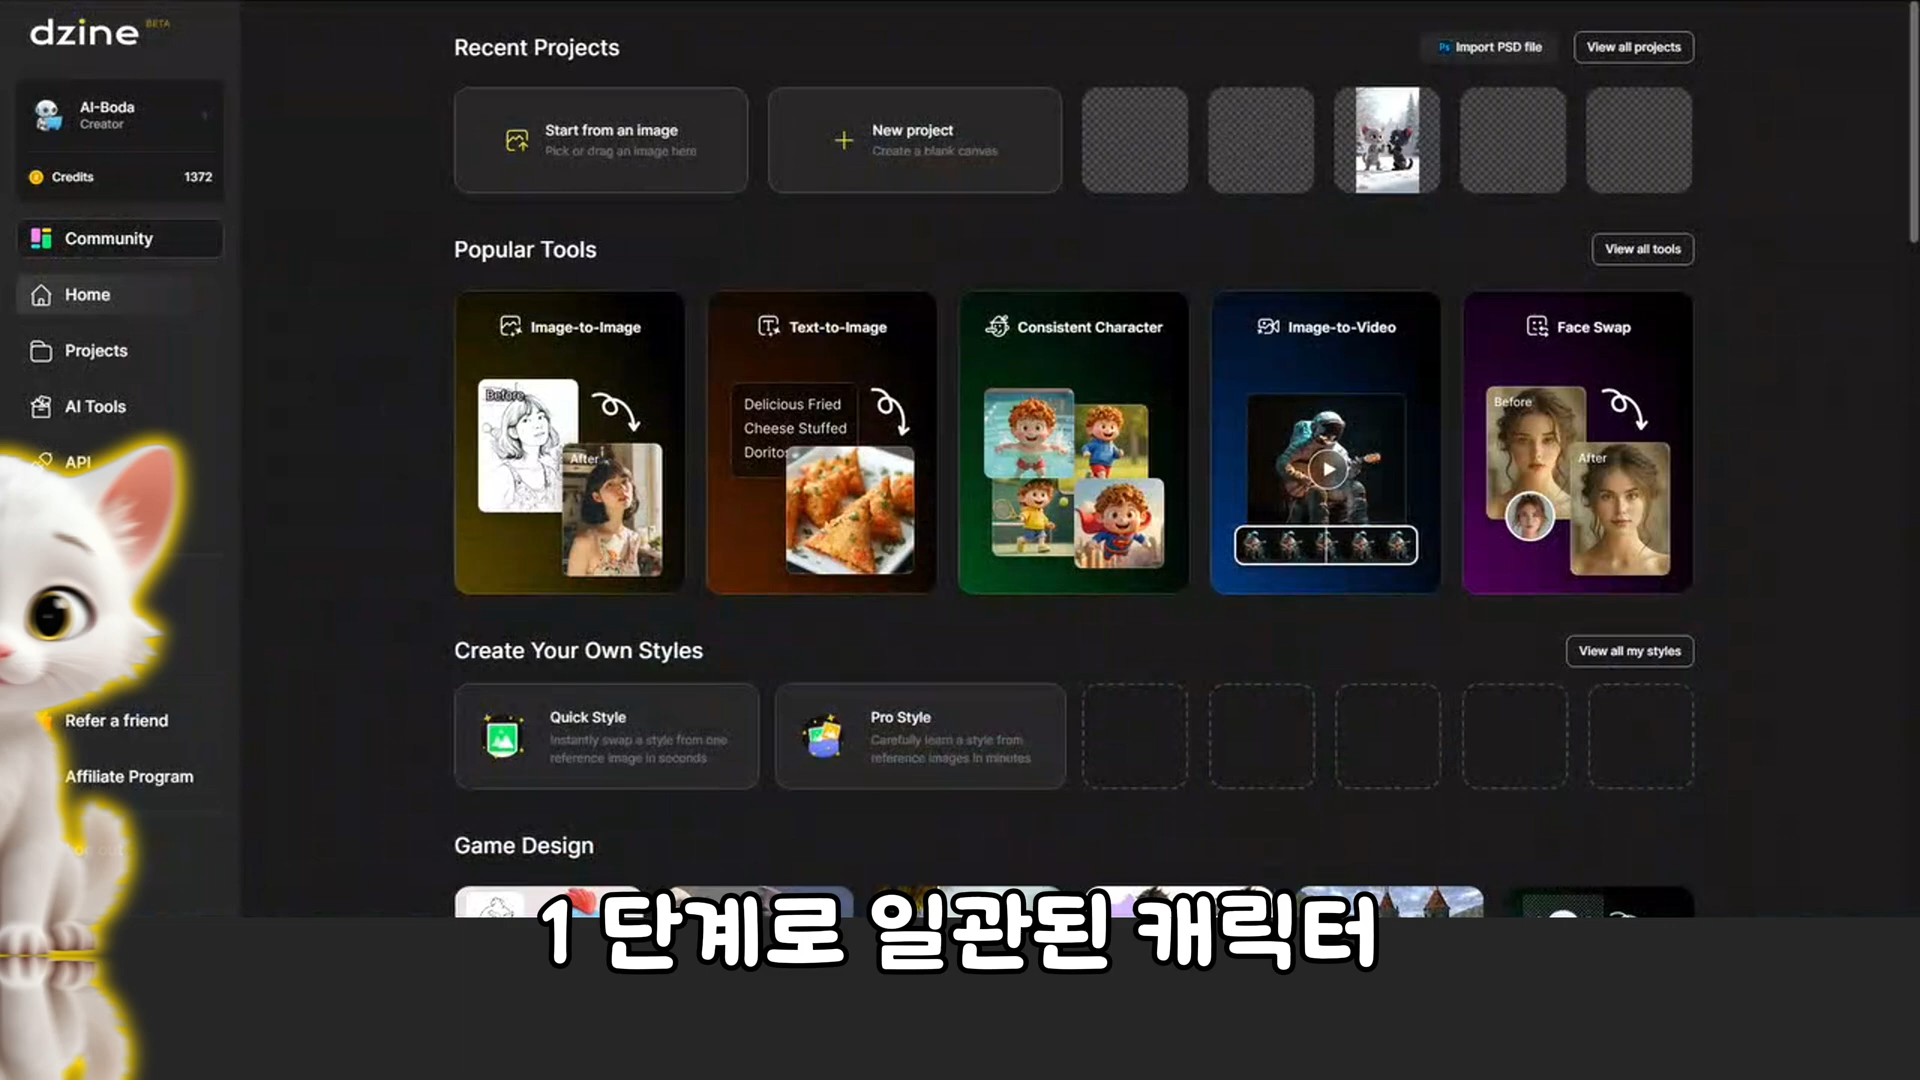 dzine BETA
AI-Boda
Creator
Credits 1372
Community
Home
Projects
AI Tools
API
Refer a friend
Affiliate Program
Recent Projects
Ps Import PSD file
View all projects
Start from an image
Pick or drag an image here
New project
Create a blank canvas
Popular Tools
View all tools
Image-to-Image
Before
After
Text-to-Image
Delicious Fried
Cheese Stuffed
Doritos
Consistent Character
Image-to-Video
Face Swap
Before
After
Create Your Own Styles
View all my styles
Quick Style
Instantly swap a style from one
reference image in seconds
Pro Style
Carefully learn a style from
reference images in minutes
Game Design
1 단계로 일관된 캐릭터